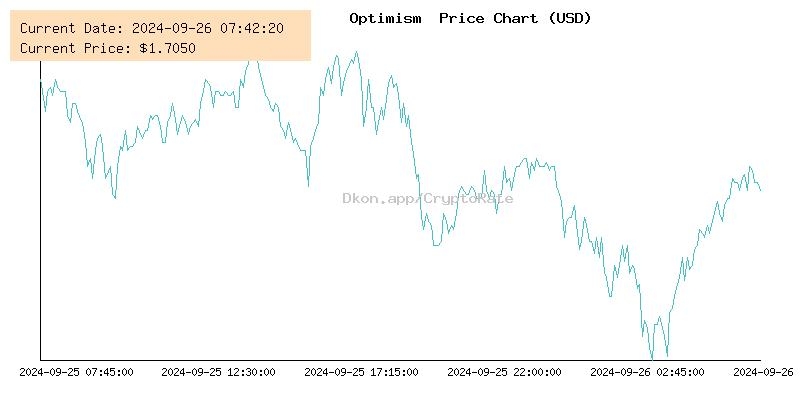 Optimism  Price Chart (USD)
Current Date: 2024-09-26 07:42:20
Current Price: $1.7050
Dkon.app/CryptoRate
2024-09-25 07:45:00
2024-09-25 12:30:00
2024-09-25 17:15:00
2024-09-25 22:00:00
2024-09-26 02:45:00
2024-09-26